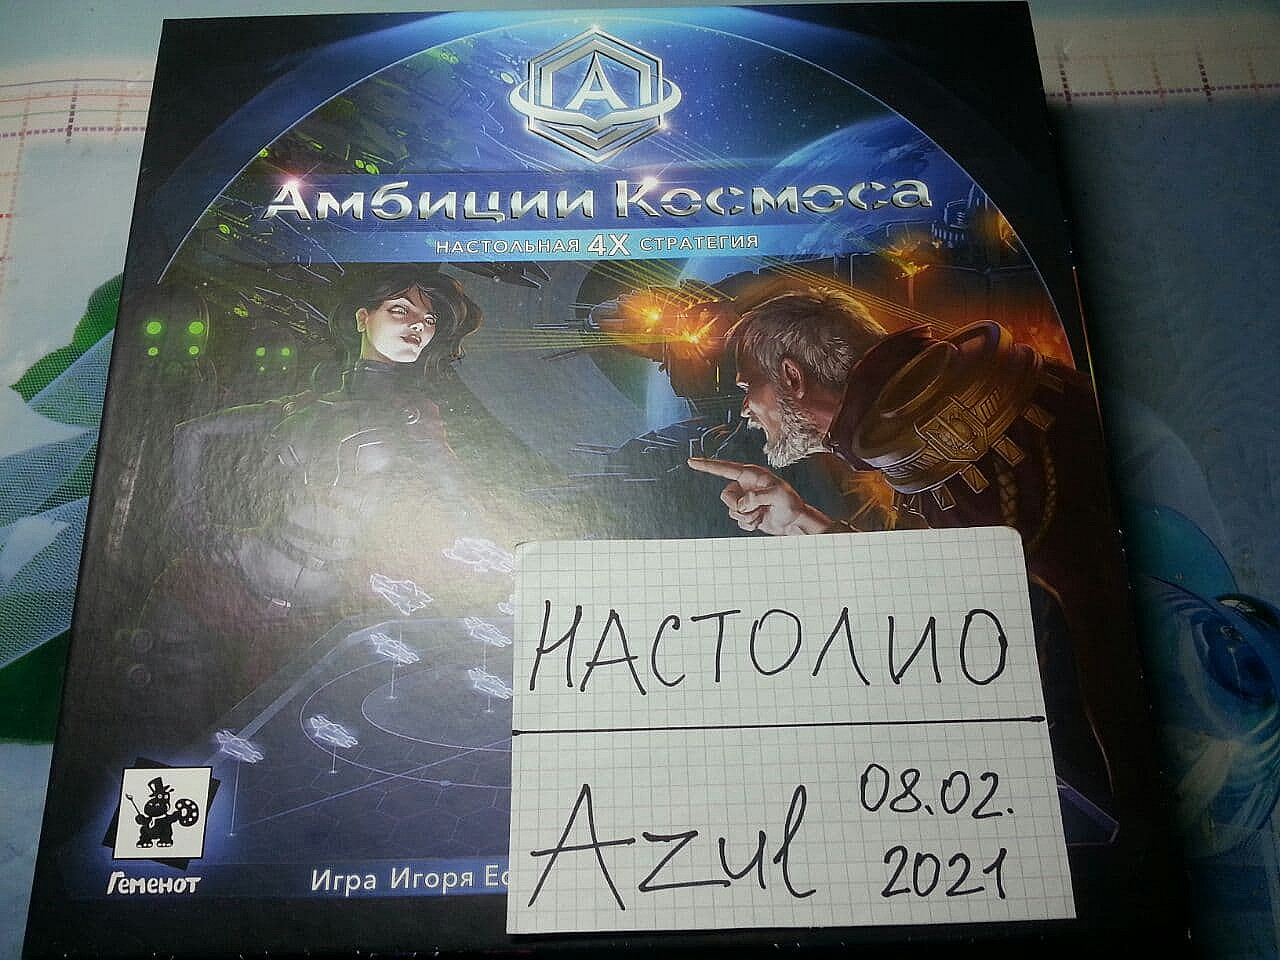 А
Амбиции Космоса
НАСТОЛЬНАЯ 4X СТРАТЕГИЯ
НАСТОЛИО
Azul 08.02.
2021
Геменот
Игра Игоря